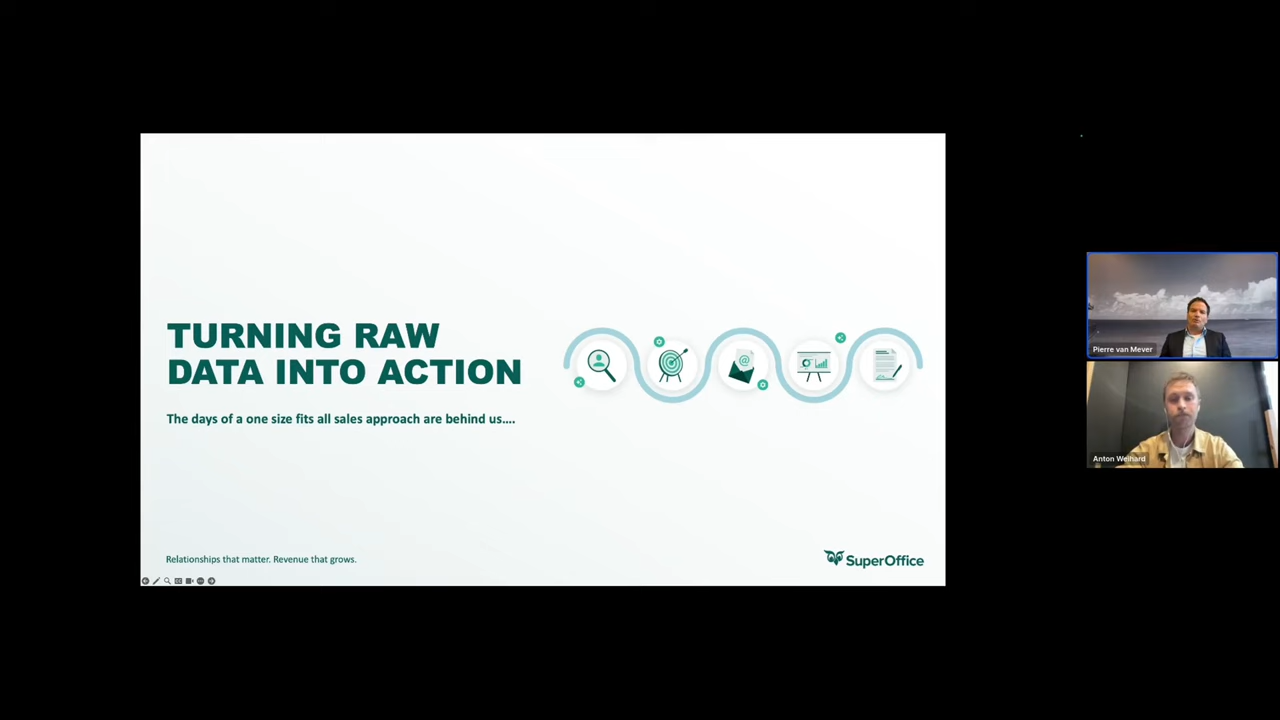 TURNING RAW
DATA INTO ACTION
The days of a one size fits all sales approach are behind us....
Relationships that matter. Revenue that grows.
SuperOffice
Pierre van Mever
Anton Weihard